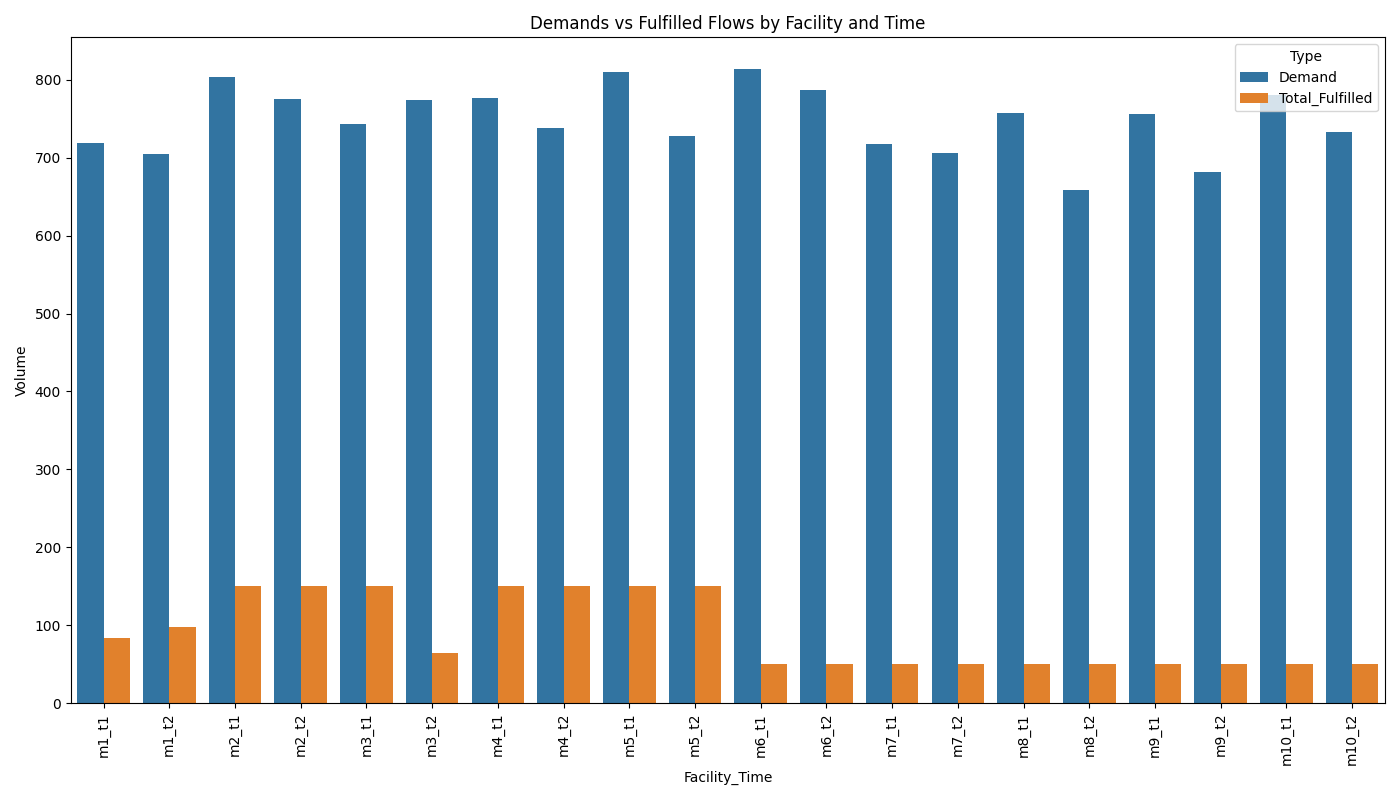 Demands vs Fulfilled Flows by Facility and Time
Type
Demand
Total_Fulfilled
Volume
800
700
600
500
400
300
200
100
0
m1_t1
m1_t2
m2_t1
m2_t2
m3_t1
m3_t2
m4_t1
m4_t2
m5_t1
m5_t2
m6_t1
m6_t2
m7_t1
m7_t2
m8_t1
m8_t2
m9_t1
m9_t2
m10_t1
m10_t2
Facility_Time